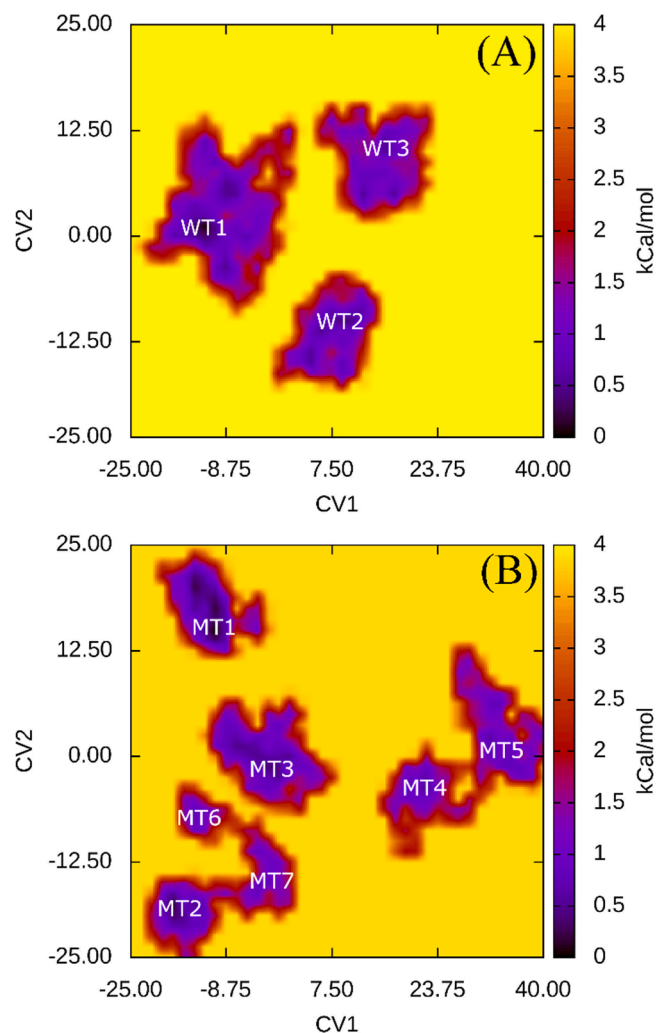 25.00
(A)
4
3.5
12.50
WT3
3
2.5
CV2
0.00
WT1
2
kCal/mol
1.5
WT2
-12.50
1
0.5
-25.00
0
-25.00 -8.75 7.50 23.75 40.00
CV1
25.00
(B)
4
3.5
MT1
12.50
3
2.5
CV2
0.00
MT3
MT5
2
kCal/mol
MT4
1.5
MT6
-12.50
1
MT7
MT2
0.5
-25.00
0
-25.00 -8.75 7.50 23.75 40.00
CV1